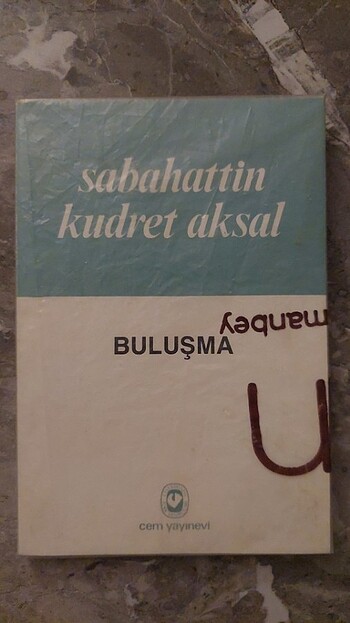 sabahattin
kudret aksal
manbey
BULUŞMA
cem yayınevi